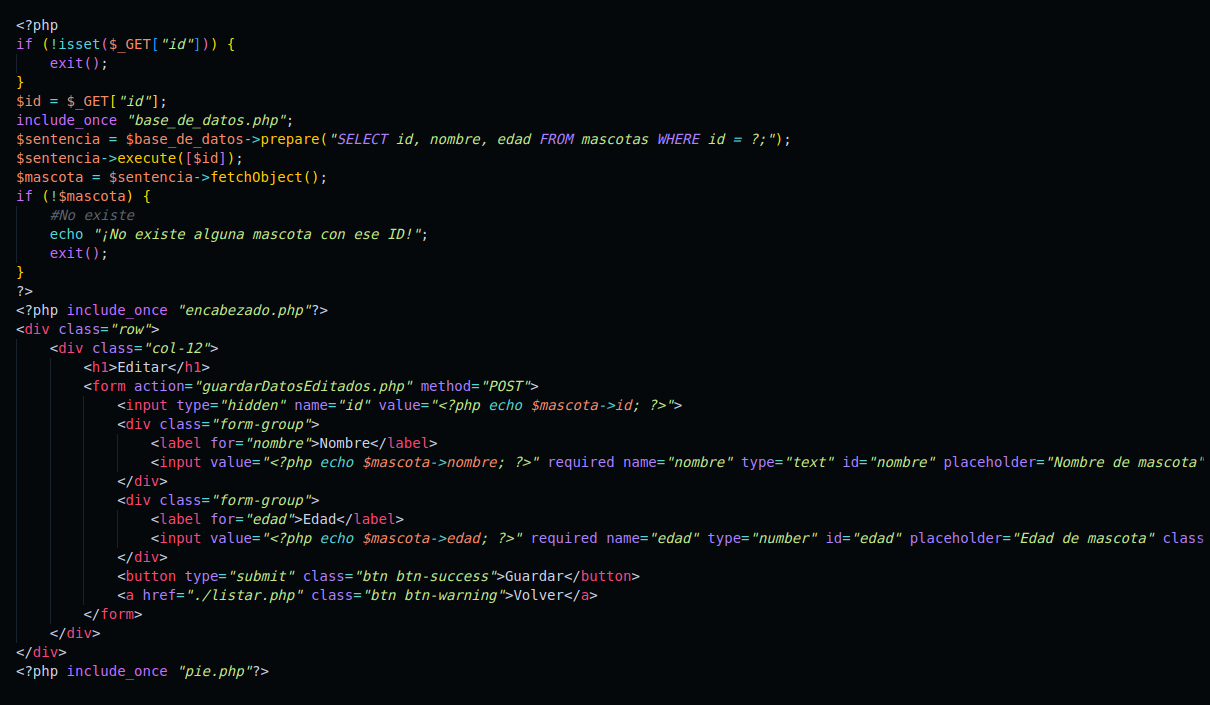 <?php
if (!isset($_GET["id"])) {
    exit();
}
$id = $_GET["id"];
include_once "base_de_datos.php";
$sentencia = $base_de_datos->prepare("SELECT id, nombre, edad FROM mascotas WHERE id = ?;");
$sentencia->execute([$id]);
$mascota = $sentencia->fetchObject();
if (!$mascota) {
    #No existe
    echo "¡No existe alguna mascota con ese ID!";
    exit();
}
?>
<?php include_once "encabezado.php"?>
<div class="row">
    <div class="col-12">
        <h1>Editar</h1>
        <form action="guardarDatosEditados.php" method="POST">
            <input type="hidden" name="id" value="<?php echo $mascota->id; ?>">
            <div class="form-group">
                <label for="nombre">Nombre</label>
                <input value="<?php echo $mascota->nombre; ?>" required name="nombre" type="text" id="nombre" placeholder="Nombre de mascota"
            </div>
            <div class="form-group">
                <label for="edad">Edad</label>
                <input value="<?php echo $mascota->edad; ?>" required name="edad" type="number" id="edad" placeholder="Edad de mascota" class
            </div>
            <button type="submit" class="btn btn-success">Guardar</button>
            <a href="./listar.php" class="btn btn-warning">Volver</a>
        </form>
    </div>
</div>
<?php include_once "pie.php"?>